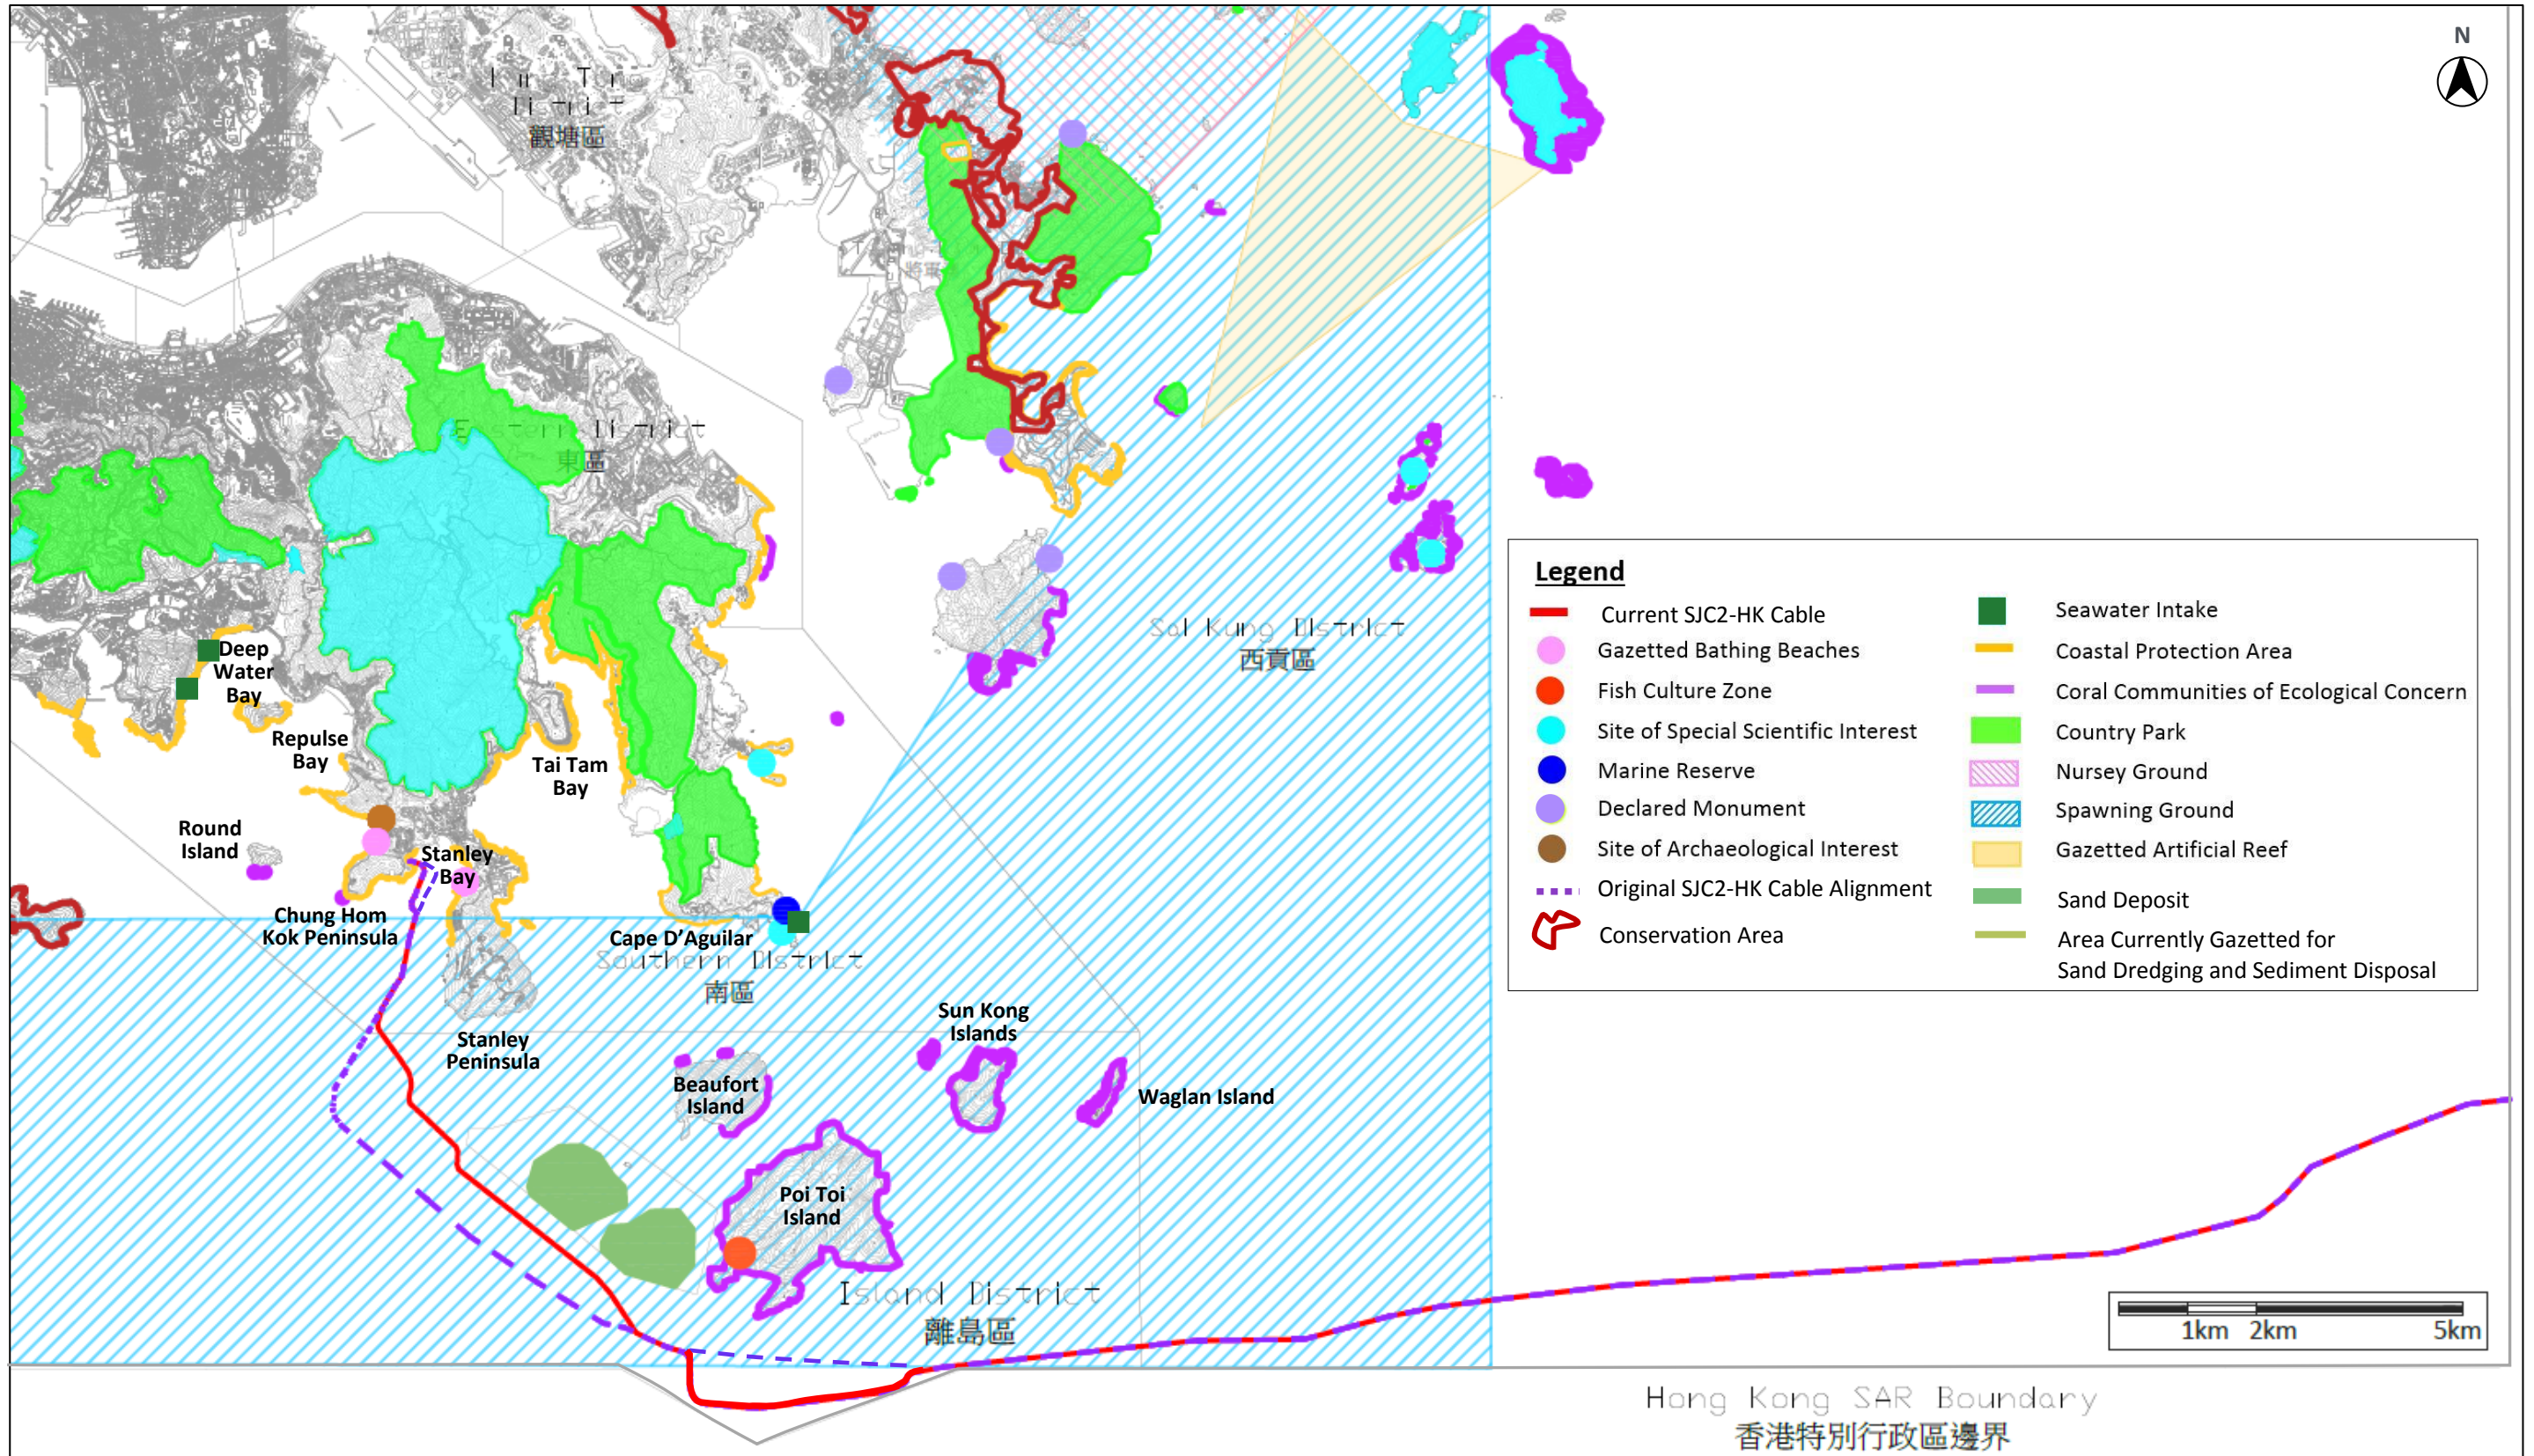 N
觀塘區
Eastern District
東區
Sai Kung District
西貢區
Deep
Water
Bay
Repulse
Bay
Tai Tam
Bay
Round
Island
Stanley
Bay
Chung Hom
Kok Peninsula
Cape D'Aguilar
Southern District
南區
Stanley
Peninsula
Sun Kong
Islands
Beaufort
Island
Waglan Island
Poi Toi
Island
Island District
離島區
Legend
Current SJC2-HK Cable
Gazetted Bathing Beaches
Fish Culture Zone
Site of Special Scientific Interest
Marine Reserve
Declared Monument
Site of Archaeological Interest
Original SJC2-HK Cable Alignment
Conservation Area
Seawater Intake
Coastal Protection Area
Coral Communities of Ecological Concern
Country Park
Nursey Ground
Spawning Ground
Gazetted Artificial Reef
Sand Deposit
Area Currently Gazetted for
Sand Dredging and Sediment Disposal
1km 2km 5km
Hong Kong SAR Boundary
香港特別行政區邊界